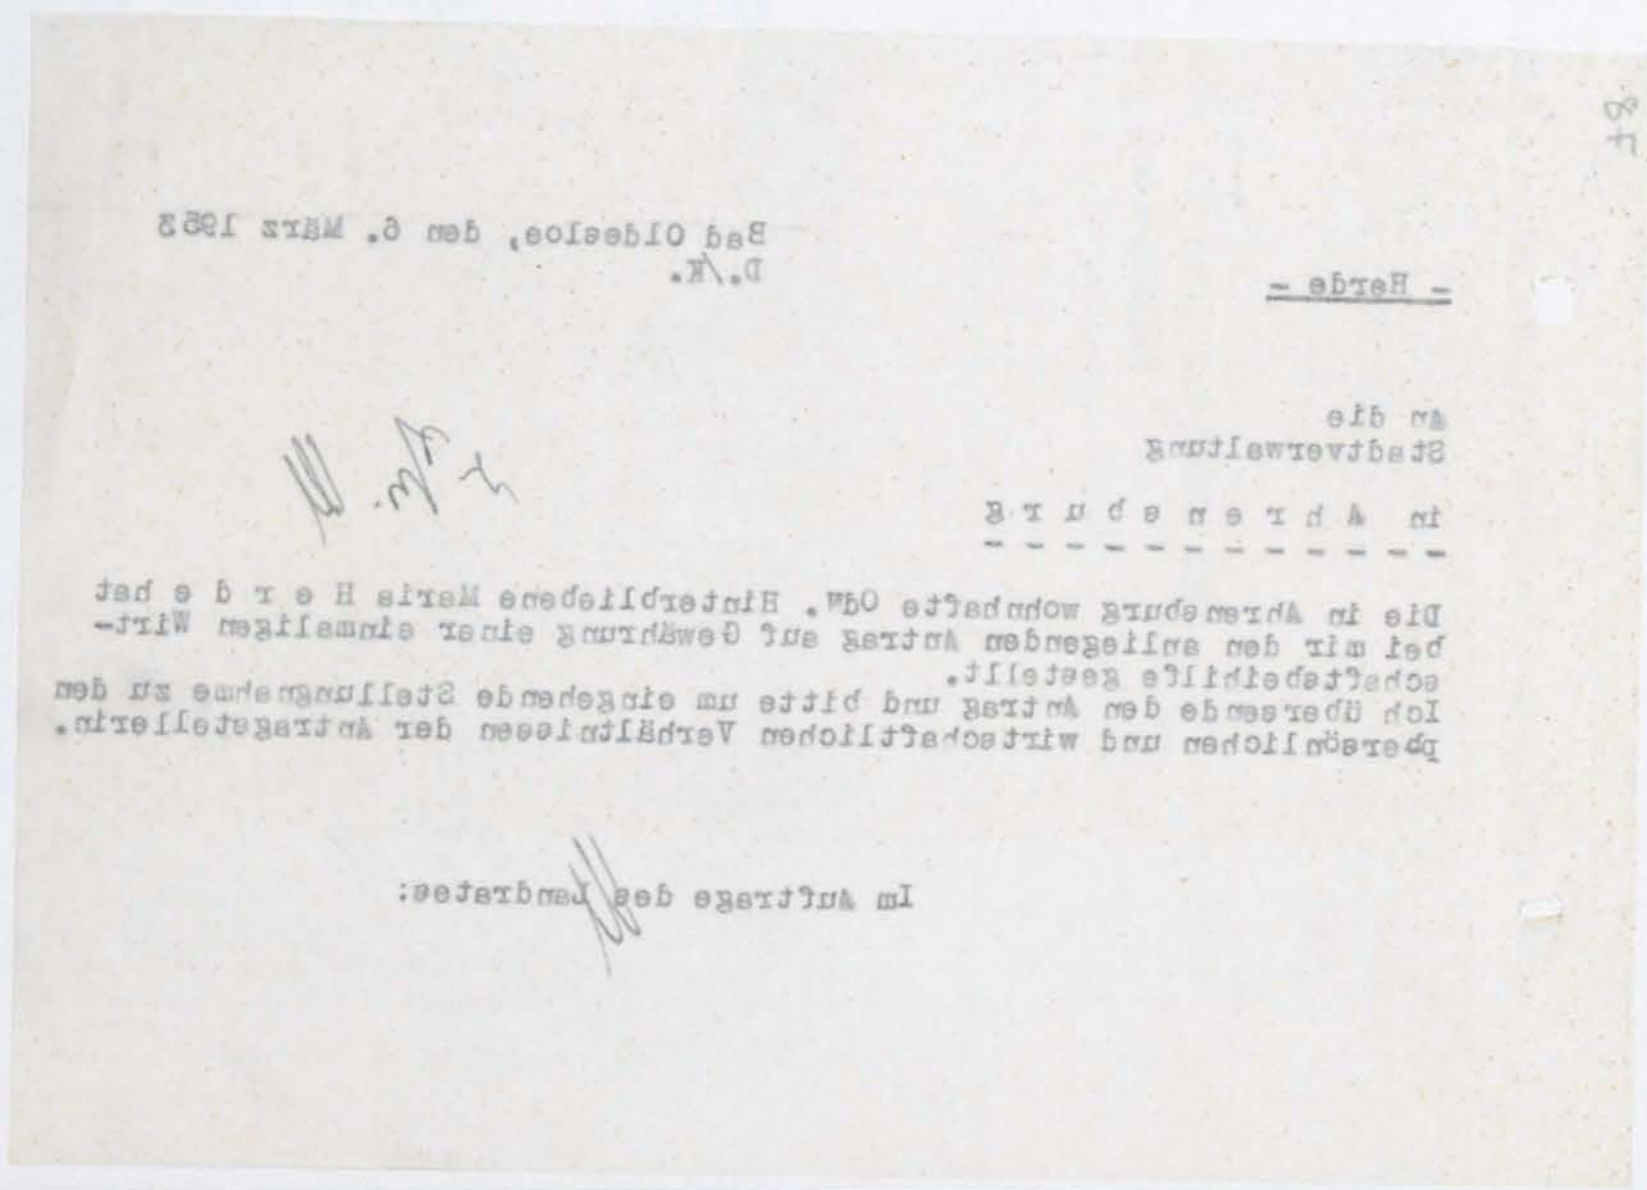 - Herde -
Bad Oldesloe, den 6. März 1953
D./K.
An die
Stadtverwaltung
in A h r e n s b u r g
- - - - - - - - - - - -
Die in Ahrensburg wohnhafte OdN. Hinterbliebene Maria H e r d e hat
bei mir den anliegenden Antrag auf Gewährung einer einmaligen Wirt-
schaftsbeihilfe gestellt.
Ich übersende den Antrag und bitte um eingehende Stellungnahme zu den
persönlichen und wirtschaftlichen Verhältnissen der Antragstellerin.
Im Auftrage des Landrates: